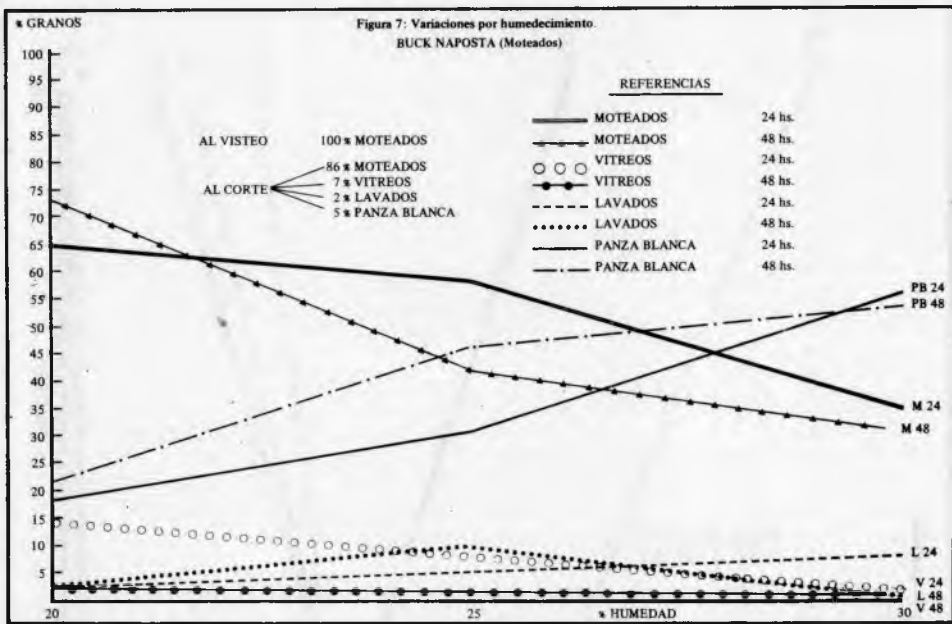 % GRANOS
Figura 7: Variaciones por humedecimiento.
BUCK NAPOSTA (Moteados)
100
95
90
85
80
75
70
65
60
55
50
45
40
35
30
25
20
15
10
5
AL VISTEO 100 % MOTEADOS
AL CORTE
86 % MOTEADOS
7 % VITREOS
2 % LAVADOS
5 % PANZA BLANCA
REFERENCIAS
MOTEADOS 24 hs.
MOTEADOS 48 hs.
VITREOS 24 hs.
VITREOS 48 hs.
LAVADOS 24 hs.
LAVADOS 48 hs.
PANZA BLANCA 24 hs.
PANZA BLANCA 48 hs.
PB 24
PB 48
M 24
M 48
L 24
V 24
L 48
V 48
20
25
% HUMEDAD
30